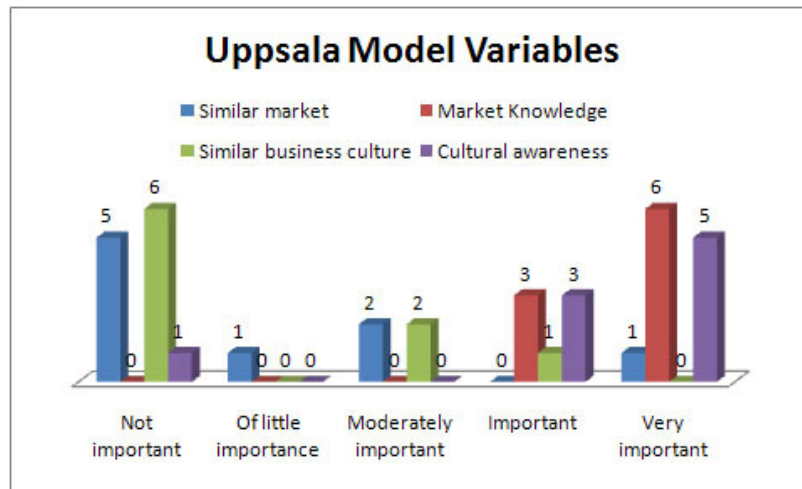 Uppsala Model Variables
Similar market Market Knowledge
Similar business culture Cultural awareness
5 0 6 1 1 0 0 0 2 0 2 0 0 3 1 3 1 6 0 5
Not important
Of little importance
Moderately important
Important
Very important